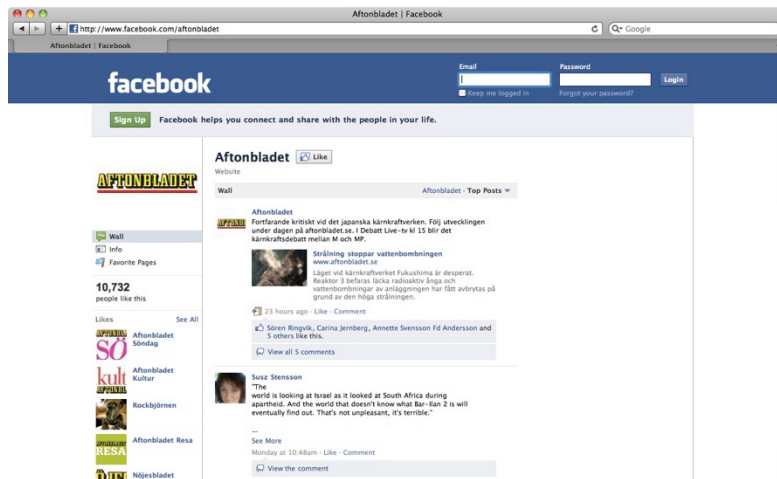 Aftonbladet | Facebook
http://www.facebook.com/aftonbladet
Google
Aftonbladet | Facebook
facebook
Email
Password
Login
Keep me logged in
Forgot your password?
Sign Up
Facebook helps you connect and share with the people in your life.
AFTONBLADET
Wall
Info
Favorite Pages
10,732
people like this
Likes
See All
AFTONBL
SÖ
Aftonbladet
Söndag
kult
AFTONBL
Aftonbladet
Kultur
Rockbjörnen
AFTONBLADET
RESA
Aftonbladet Resa
ÖJE
Nöjesbladet
Aftonbladet
Like
Website
Wall
Aftonbladet · Top Posts
AFTONB
Aftonbladet
Fortfarande kritiskt vid det japanska kärnkraftverken. Följ utvecklingen
under dagen på aftonbladet.se. I Debatt Live-tv kl 15 blir det
kärnkraftsdebatt mellan M och MP.
Strålning stoppar vattenbombningen
www.aftonbladet.se
Läget vid kärnkraftverket Fukushima är desperat.
Reaktor 3 befaras läcka radioaktiv ånga och
vattenbombningar av anläggningen har fått avbrytas på
grund av den höga strålningen.
23 hours ago · Like · Comment
Sören Ringvik, Carina Jernberg, Annette Svensson Fd Andersson and
5 others like this.
View all 5 comments
Susz Stensson
"The
world is looking at Israel as it looked at South Africa during
apartheid. And the world that doesn't know what Bar-Ilan 2 is will
eventually find out. That's not unpleasant, it's terrible."
...
See More
Monday at 10:48am · Like · Comment
View the comment